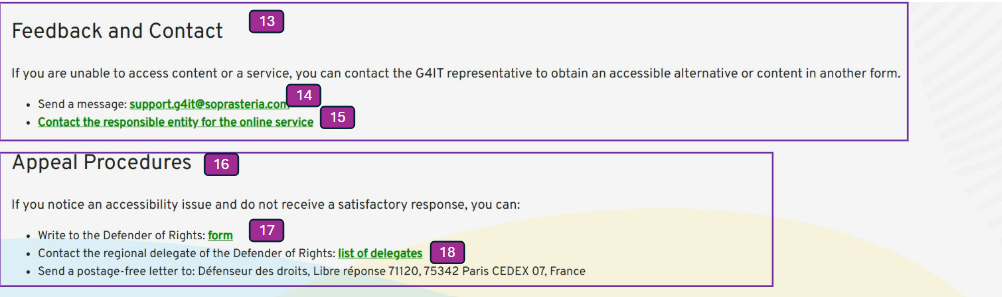 Feedback and Contact 13
If you are unable to access content or a service, you can contact the G4IT representative to obtain an accessible alternative or content in another form.
• Send a message: support.g4it@soprasteria.com 14
• Contact the responsible entity for the online service 15
Appeal Procedures 16
If you notice an accessibility issue and do not receive a satisfactory response, you can:
• Write to the Defender of Rights: form 17
• Contact the regional delegate of the Defender of Rights: list of delegates 18
• Send a postage-free letter to: Défenseur des droits, Libre réponse 71120, 75342 Paris CEDEX 07, France